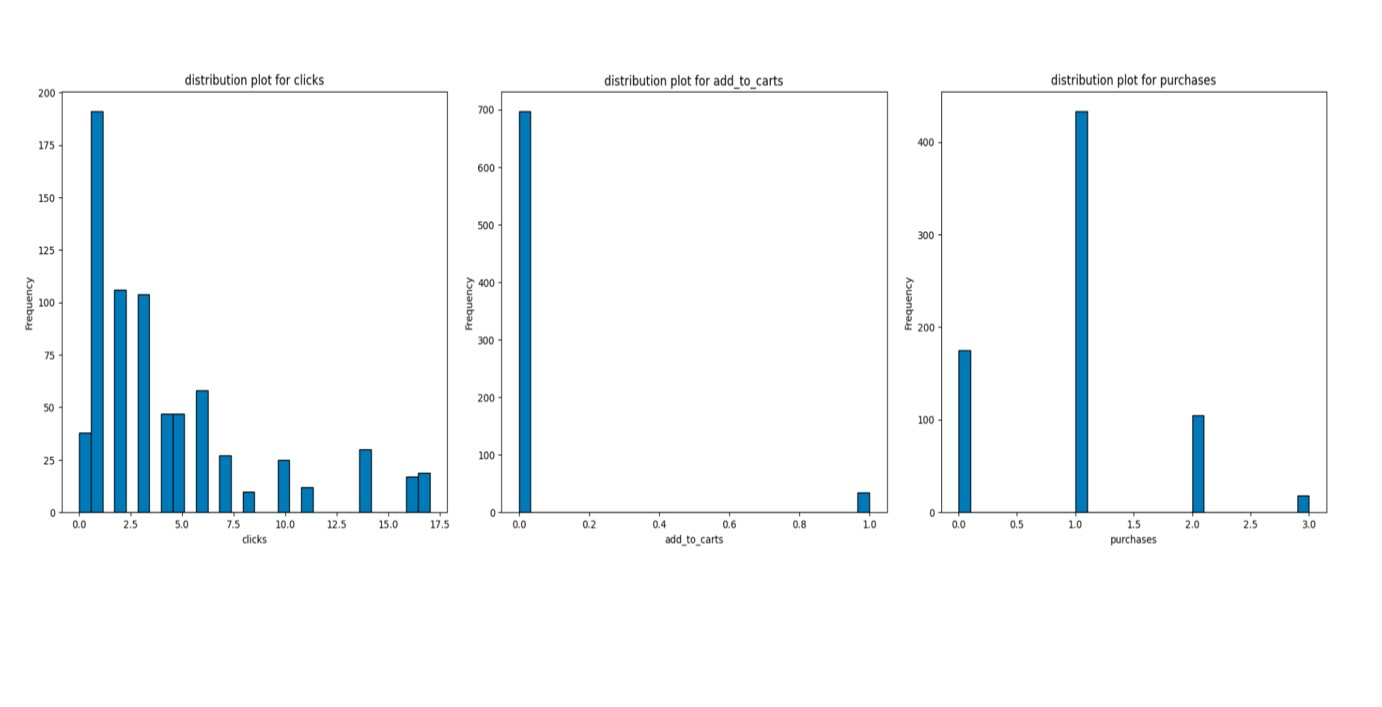 distribution plot for clicks
200
175
150
125
100
75
50
25
0
Frequency
0.0 2.5 5.0 7.5 10.0 12.5 15.0 17.5
clicks
distribution plot for add_to_carts
700
600
500
400
300
200
100
0
Frequency
0.0 0.2 0.4 0.6 0.8 1.0
add_to_carts
distribution plot for purchases
400
300
200
100
0
Frequency
0.0 0.5 1.0 1.5 2.0 2.5 3.0
purchases